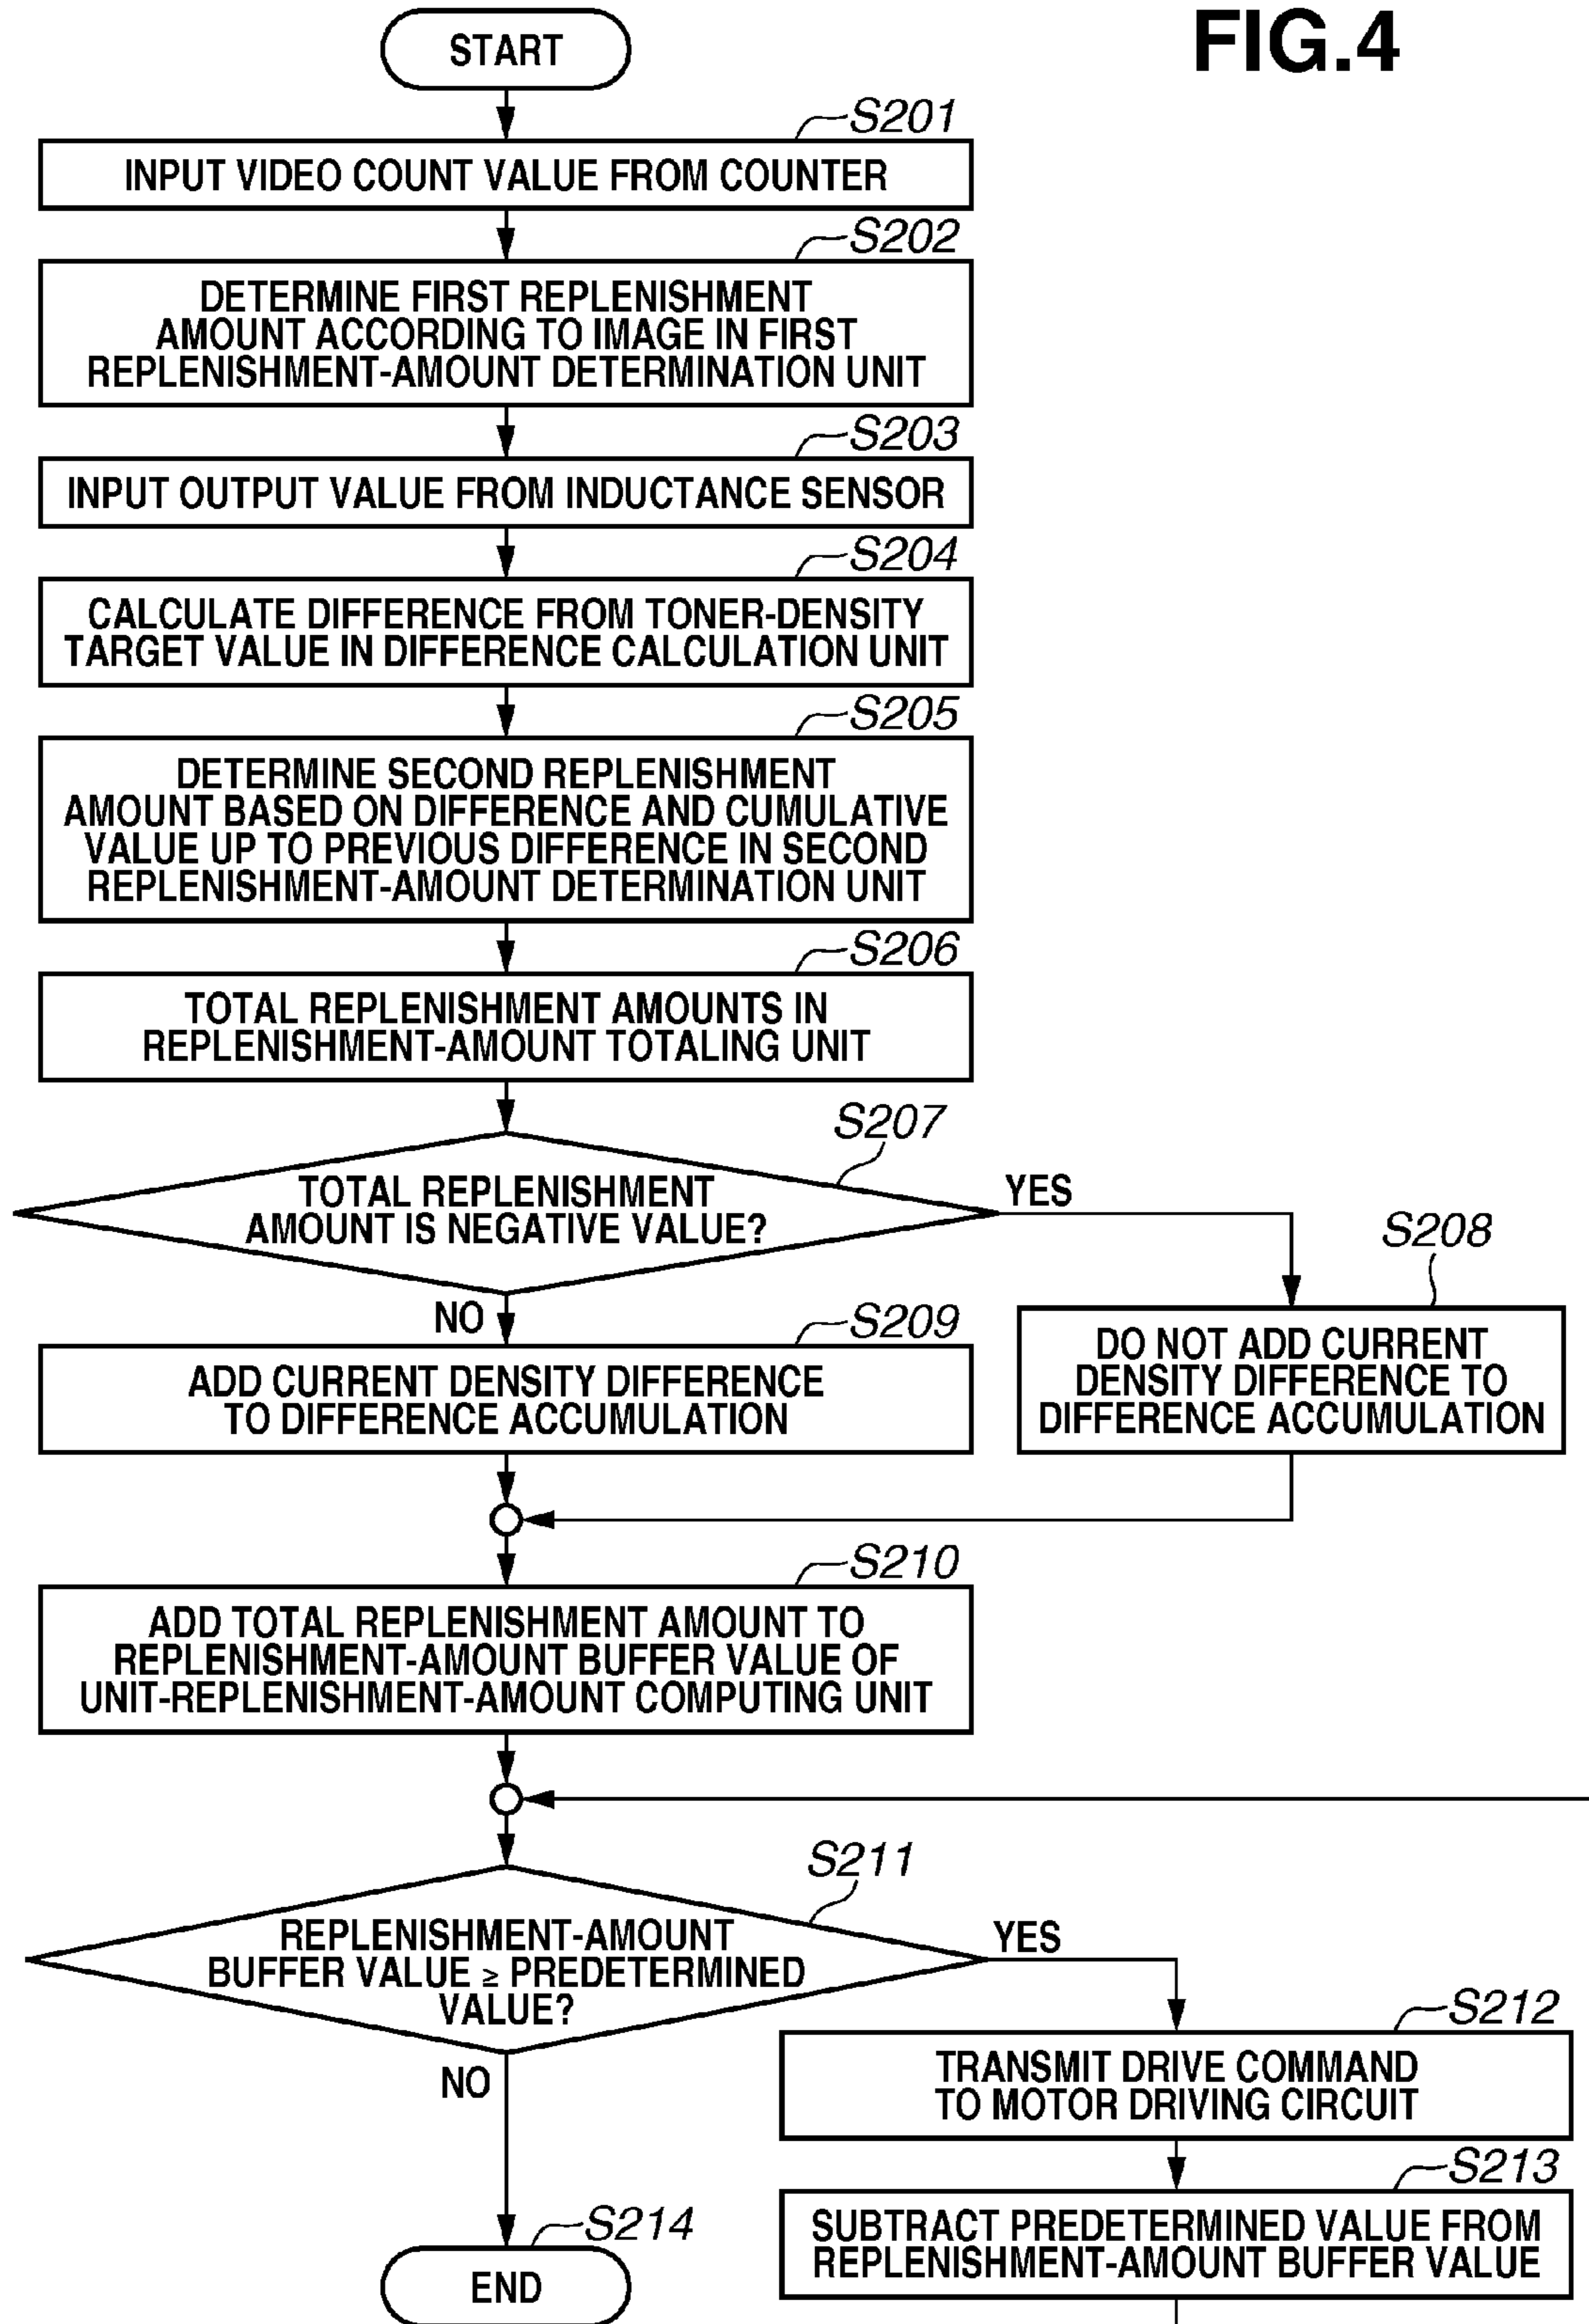 FIG.4
START
S201
INPUT VIDEO COUNT VALUE FROM COUNTER
S202
DETERMINE FIRST REPLENISHMENT
AMOUNT ACCORDING TO IMAGE IN FIRST
REPLENISHMENT-AMOUNT DETERMINATION UNIT
S203
INPUT OUTPUT VALUE FROM INDUCTANCE SENSOR
S204
CALCULATE DIFFERENCE FROM TONER-DENSITY
TARGET VALUE IN DIFFERENCE CALCULATION UNIT
S205
DETERMINE SECOND REPLENISHMENT
AMOUNT BASED ON DIFFERENCE AND CUMULATIVE
VALUE UP TO PREVIOUS DIFFERENCE IN SECOND
REPLENISHMENT-AMOUNT DETERMINATION UNIT
S206
TOTAL REPLENISHMENT AMOUNTS IN
REPLENISHMENT-AMOUNT TOTALING UNIT
S207
TOTAL REPLENISHMENT
AMOUNT IS NEGATIVE VALUE?
YES
S208
DO NOT ADD CURRENT
DENSITY DIFFERENCE TO
DIFFERENCE ACCUMULATION
NO
S209
ADD CURRENT DENSITY DIFFERENCE
TO DIFFERENCE ACCUMULATION
S210
ADD TOTAL REPLENISHMENT AMOUNT TO
REPLENISHMENT-AMOUNT BUFFER VALUE OF
UNIT-REPLENISHMENT-AMOUNT COMPUTING UNIT
S211
REPLENISHMENT-AMOUNT
BUFFER VALUE ≥ PREDETERMINED
VALUE?
YES
S212
TRANSMIT DRIVE COMMAND
TO MOTOR DRIVING CIRCUIT
S213
SUBTRACT PREDETERMINED VALUE FROM
REPLENISHMENT-AMOUNT BUFFER VALUE
NO
S214
END